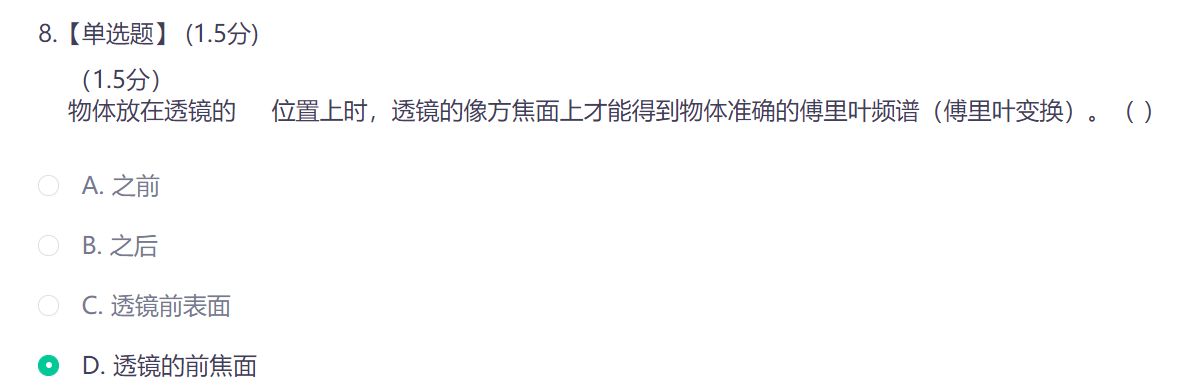 8.【单选题】 (1.5分)
（1.5分）
物体放在透镜的 位置上时，透镜的像方焦面上才能得到物体准确的傅里叶频谱（傅里叶变换）。 （ ）
A. 之前
B. 之后
C. 透镜前表面
D. 透镜的前焦面